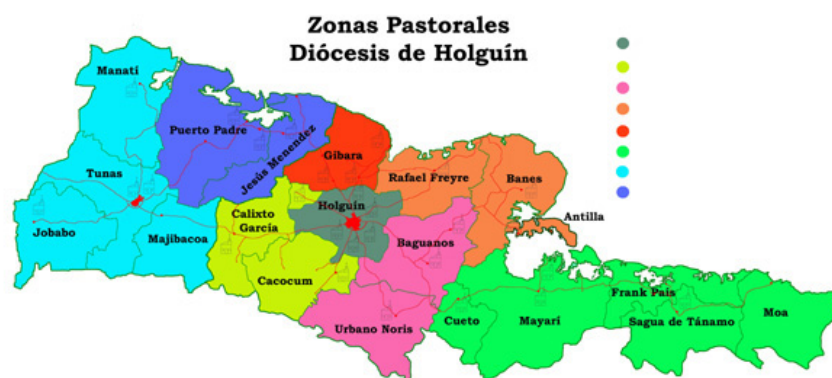 Zonas Pastorales
Diócesis de Holguín
Manatí
Puerto Padre
Jesús Menendez
Gibara
Rafael Freyre
Banes
Tunas
Holguín
Antilla
Calixto
García
Jobabo
Majibacoa
Baguanos
Cacocum
Frank País
Moa
Urbano Noris
Cueto
Mayarí
Sagua de Tánamo